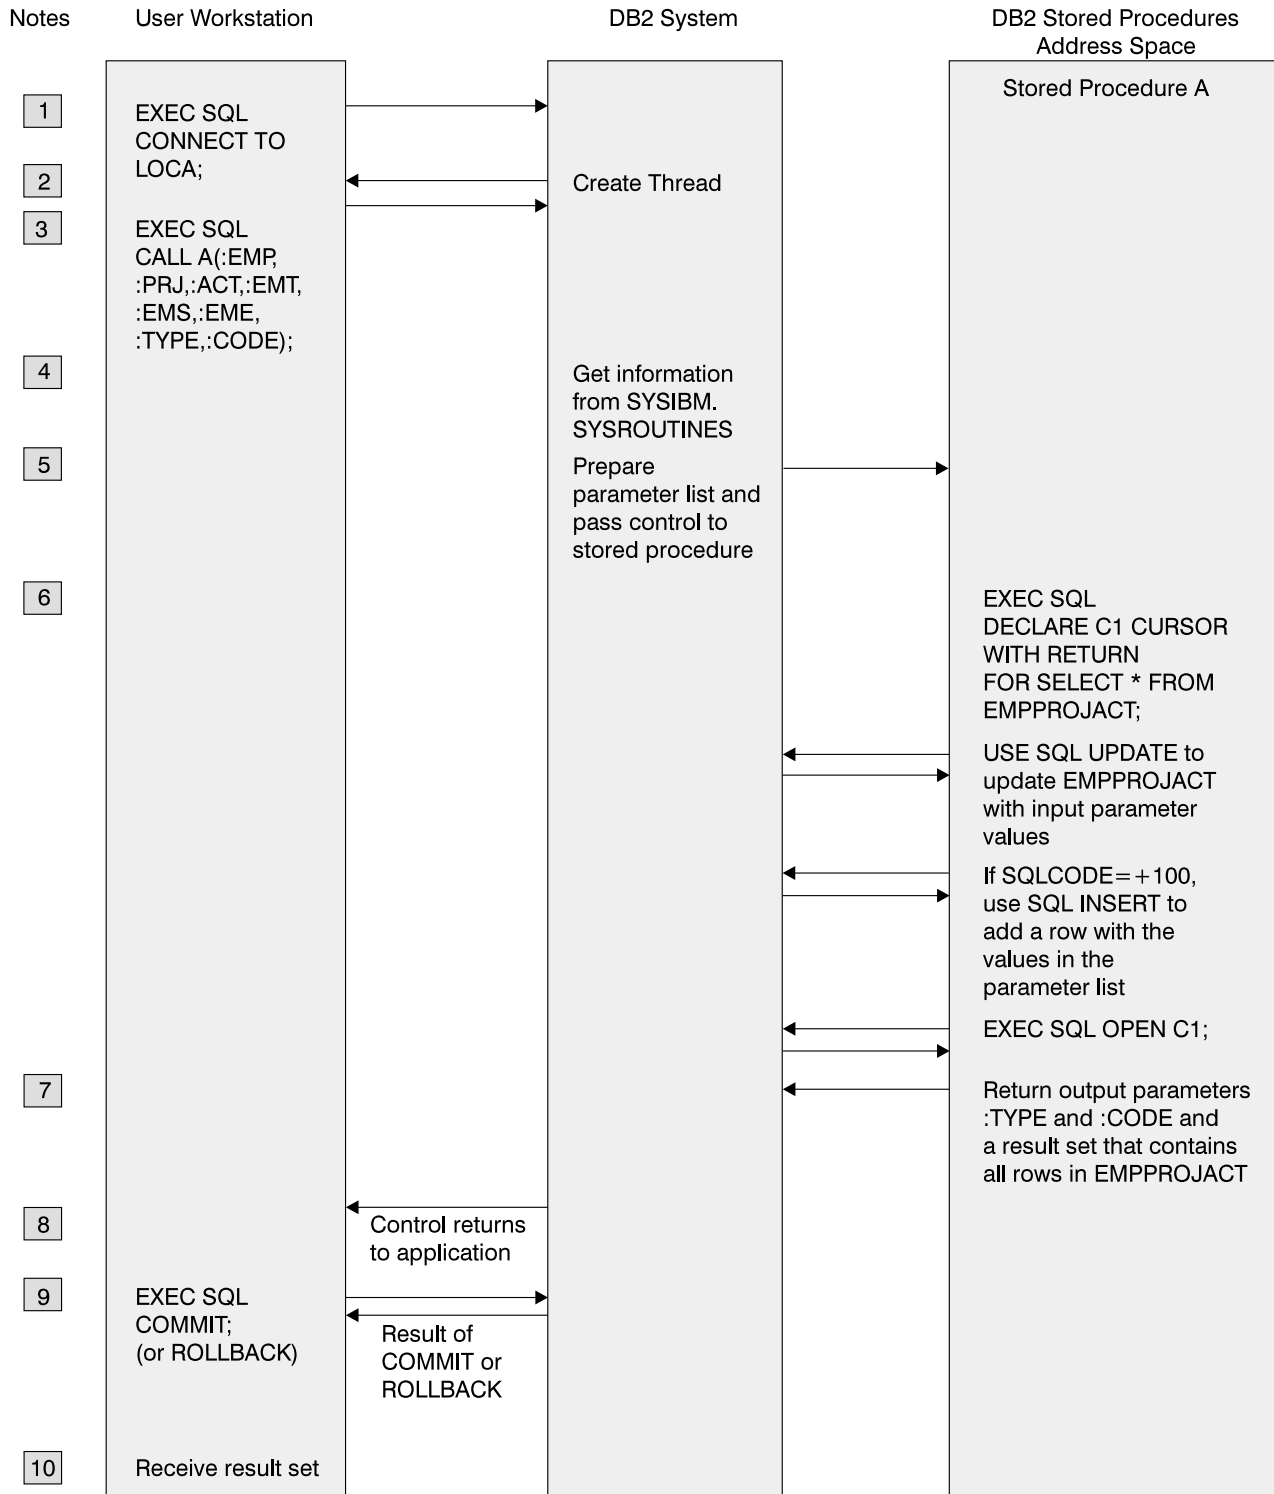 Notes
User Workstation
DB2 System
DB2 Stored Procedures
Address Space
Stored Procedure A
1
EXEC SQL
CONNECT TO
LOCA;
2
Create Thread
3
EXEC SQL
CALL A(:EMP,
:PRJ,:ACT,:EMT,
:EMS,:EME,
:TYPE,:CODE);
4
Get information
from SYSIBM.
SYSROUTINES
5
Prepare
parameter list and
pass control to
stored procedure
6
EXEC SQL
DECLARE C1 CURSOR
WITH RETURN
FOR SELECT * FROM
EMPPROJACT;
USE SQL UPDATE to
update EMPPROJACT
with input parameter
values
If SQLCODE=+100,
use SQL INSERT to
add a row with the
values in the
parameter list
EXEC SQL OPEN C1;
7
Return output parameters
:TYPE and :CODE and
a result set that contains
all rows in EMPPROJACT
8
Control returns
to application
9
EXEC SQL
COMMIT;
(or ROLLBACK)
Result of
COMMIT or
ROLLBACK
10
Receive result set